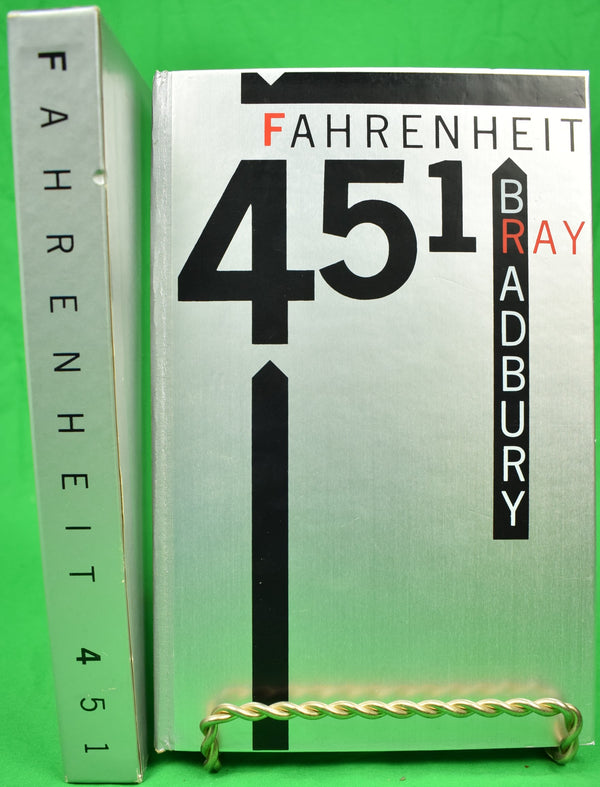 FAHRENHEIT 451
FAHRENHEIT
451
RAY
BRADBURY